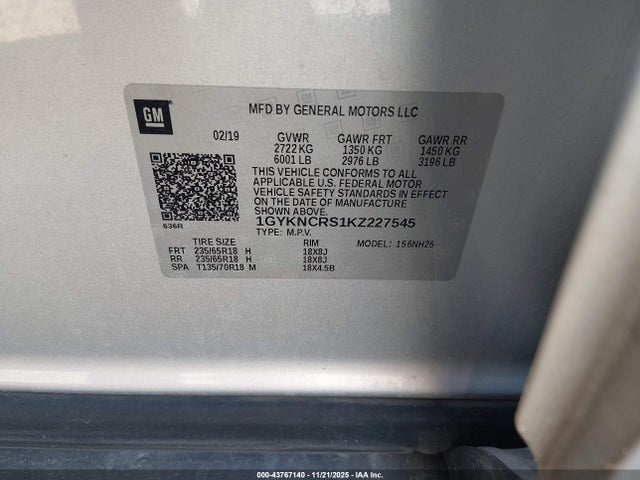 GM
MFD BY GENERAL MOTORS LLC
02/19 GVWR GAWR FRT GAWR RR
2722 KG 1350 KG 1450 KG
6001 LB 2976 LB 3196 LB
THIS VEHICLE CONFORMS TO ALL
APPLICABLE U.S. FEDERAL MOTOR
VEHICLE SAFETY STANDARDS IN EFFECT
ON THE DATE OF MANUFACTURE
SHOWN ABOVE.
1GYKNCRS1KZ227545
636R
TYPE: M.P.V. MODEL: 156NH26
TIRE SIZE RIM
FRT 235/65R18 H 18X8J
RR 235/65R18 H 18X8J
SPA T135/70R18 M 18X4.5B
000-43767140 - 11/21/2025 - IAA Inc.